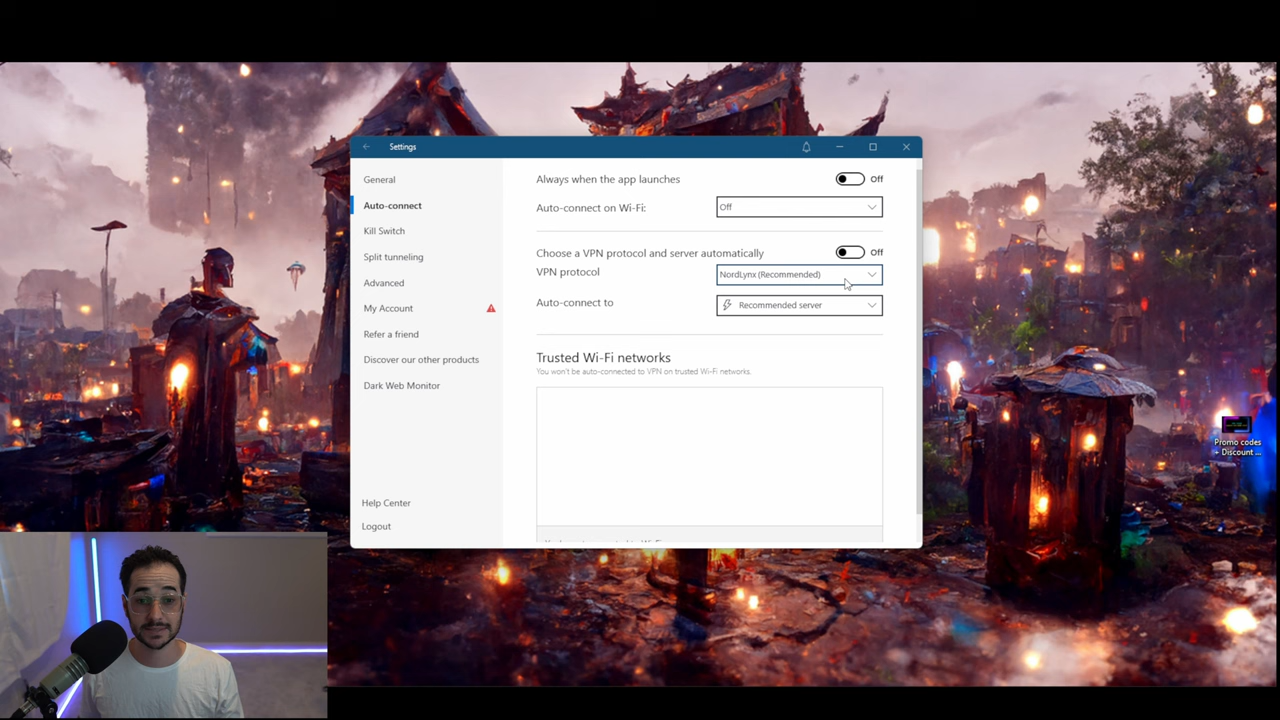 Settings
General
Auto-connect
Kill Switch
Split tunneling
Advanced
My Account
Refer a friend
Discover our other products
Dark Web Monitor
Help Center
Logout
Always when the app launches
Off
Auto-connect on Wi-Fi:
Off
Choose a VPN protocol and server automatically
Off
VPN protocol
NordLynx (Recommended)
Auto-connect to
Recommended server
Trusted Wi-Fi networks
You won't be auto-connected to VPN on trusted Wi-Fi networks.
Promo codes
+ Discount ...